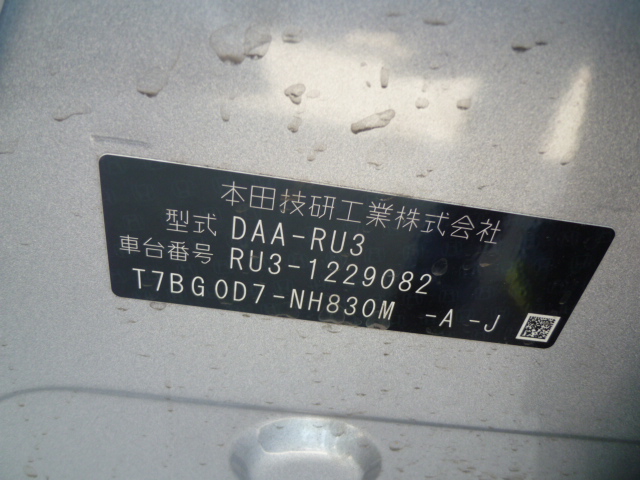 本田技研工業株式会社
型式 DAA-RU3
車台番号 RU3-1229082
T7BG0D7-NH830M -A -J